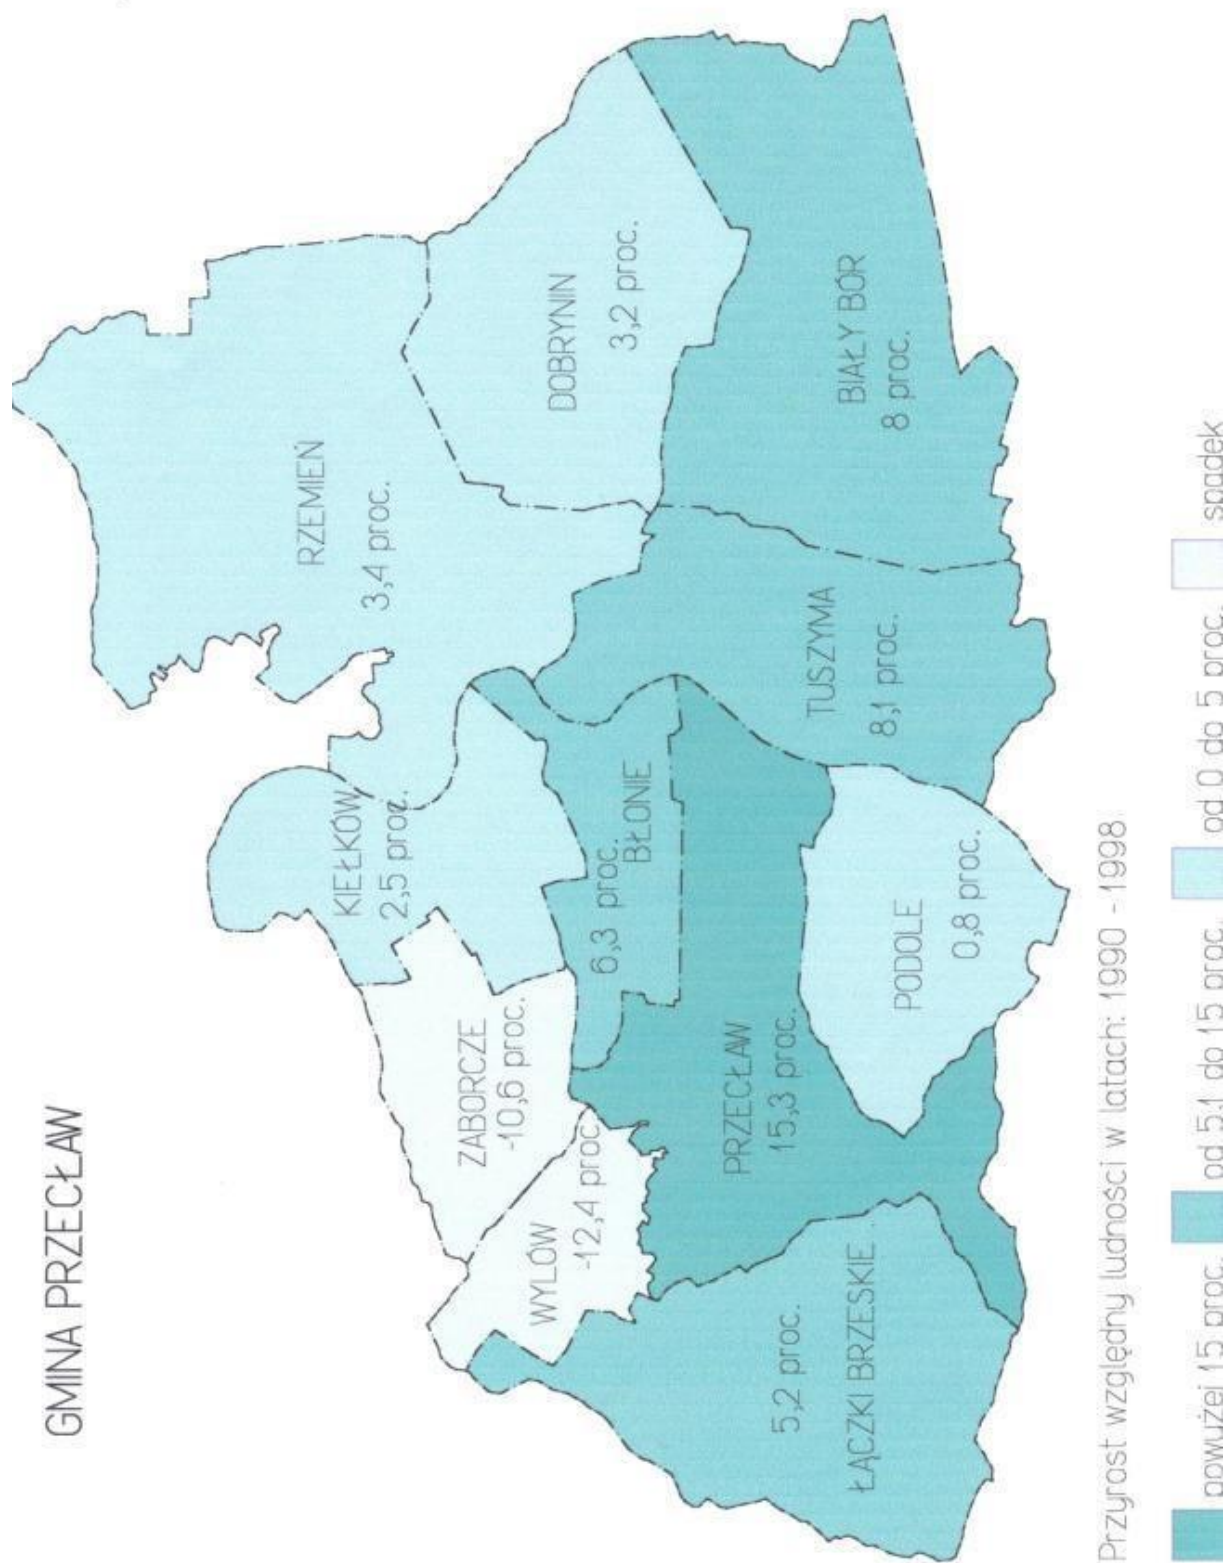 GMINA PRZECŁAW
RZEMIEŃ
3,4 proc.
DOBRYNIN
3,2 proc.
KIEŁKÓW
2,5 proc.
ZABORCZE
-10,6 proc.
WYLÓW
-12,4 proc.
6,3 proc.
BŁONIE
BIAŁY BÓR
8 proc.
TUSZYMA
8,1 proc.
PRZECŁAW
15,3 proc.
PODOLE
0,8 proc.
5,2 proc.
ŁĄCZKI BRZESKIE
Przyrost względny ludności w latach: 1990 - 1998
powyżej 15 proc.
od 5,1 do 15 proc.
od 0 do 5 proc.
spadek